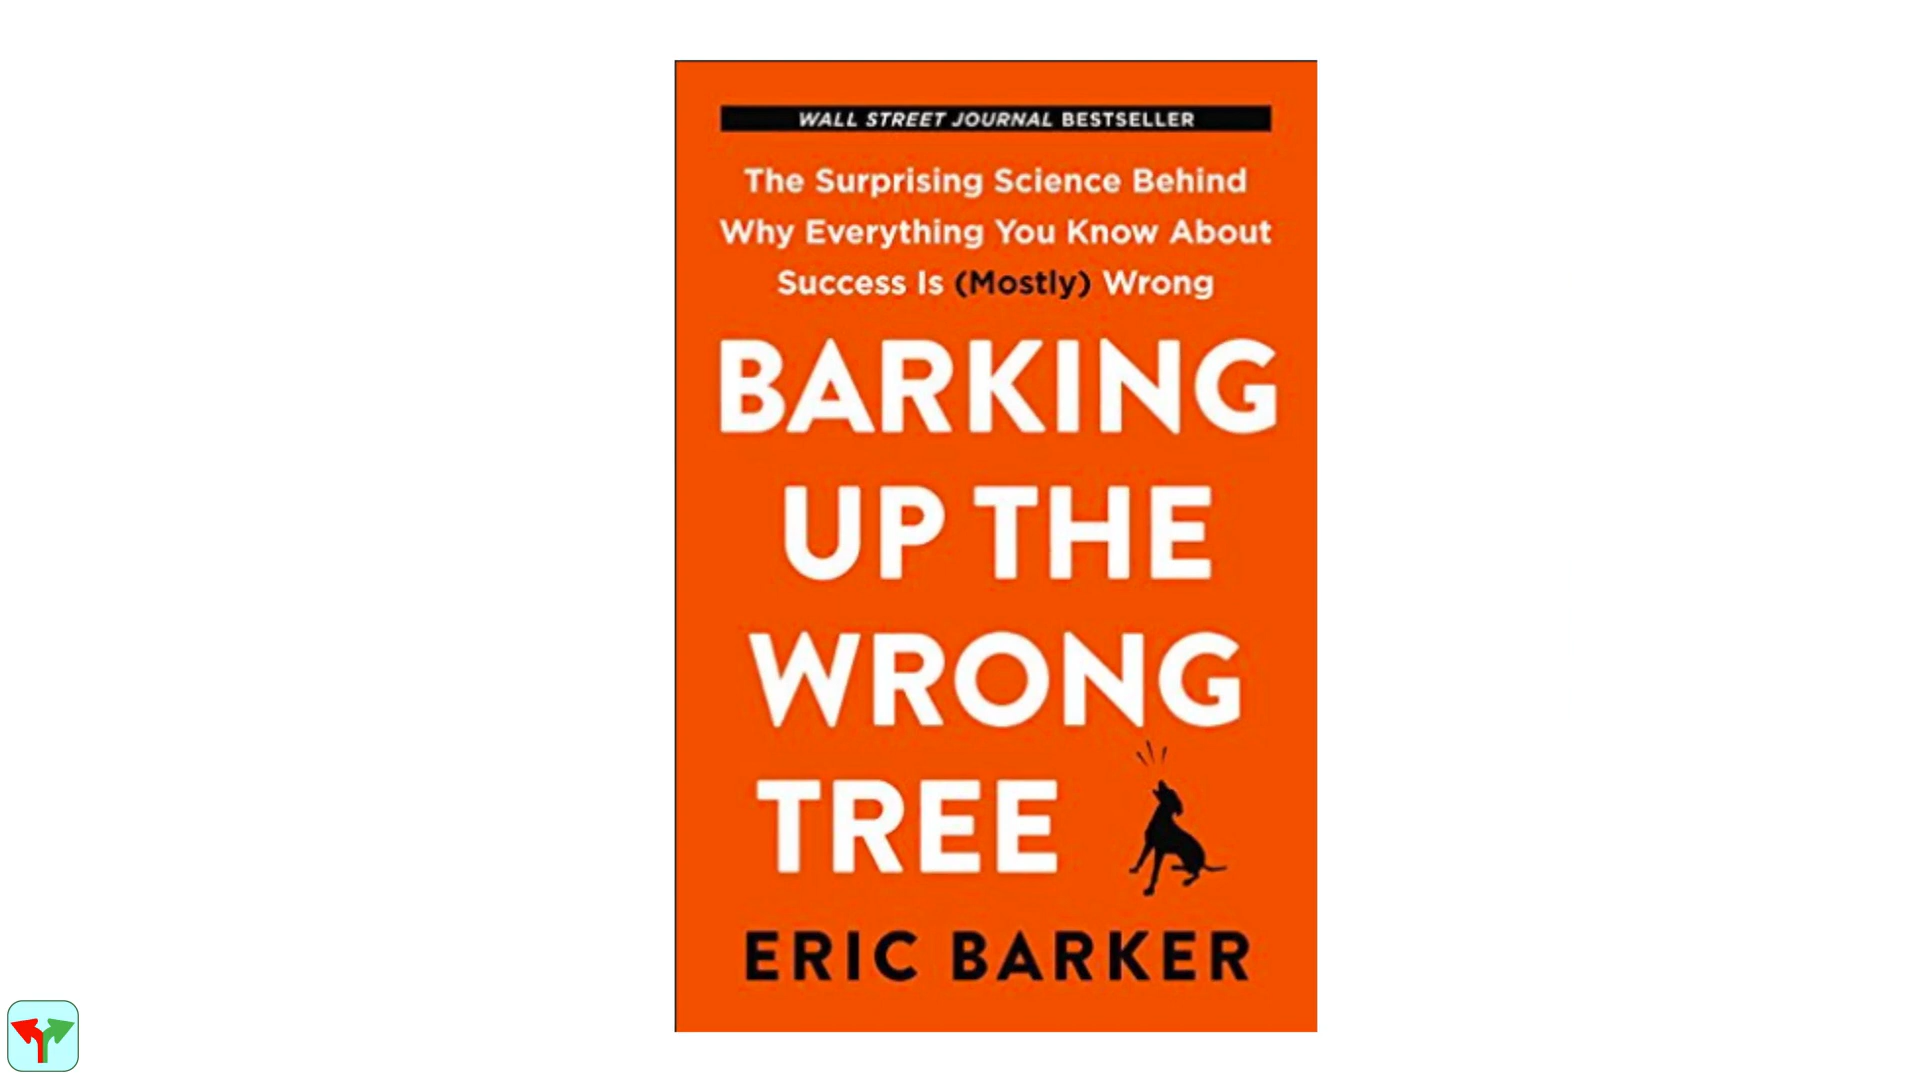 WALL STREET JOURNAL BESTSELLER
The Surprising Science Behind
Why Everything You Know About
Success Is (Mostly) Wrong
BARKING
UP THE
WRONG
TREE
ERIC BARKER